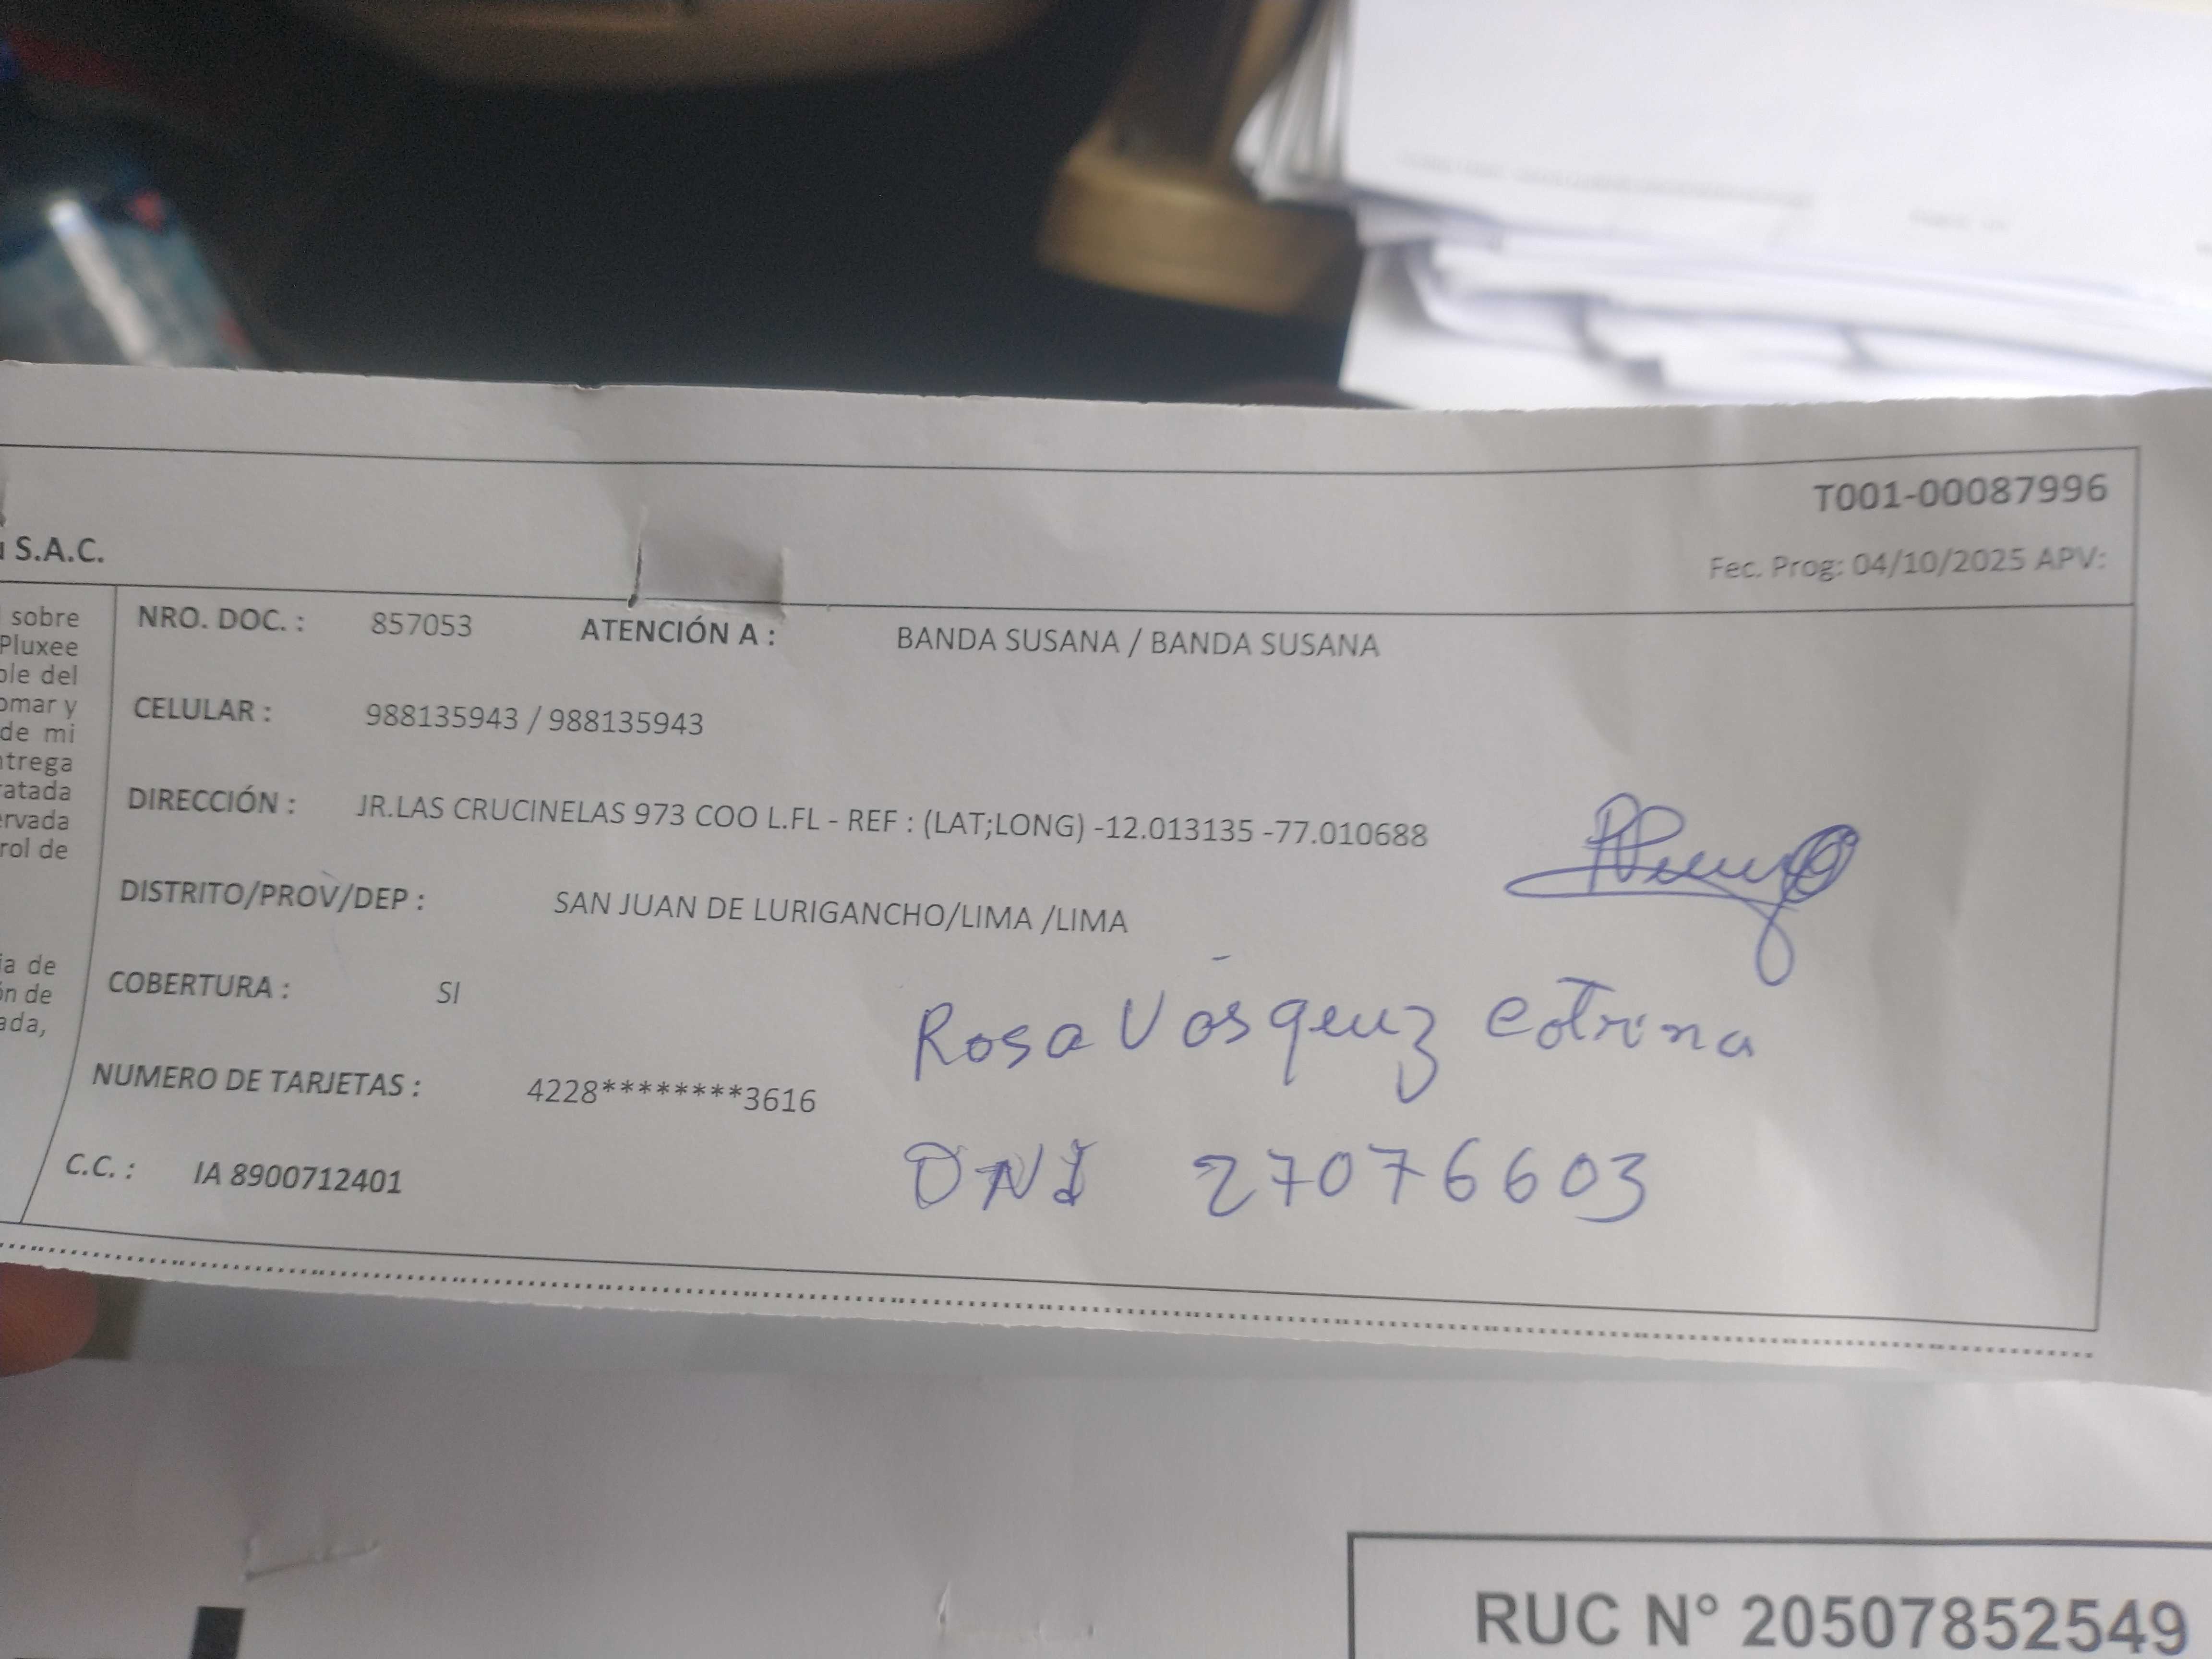 T001-00087996
S.A.C.
Fec. Prog: 04/10/2025 APV:
sobre
Pluxee
ble del
omar y
de mi
ntrega
ratada
ervada
rol de
ia de
ón de
ada,
NRO. DOC. : 857053 ATENCIÓN A : BANDA SUSANA / BANDA SUSANA
CELULAR : 988135943 / 988135943
DIRECCIÓN : JR.LAS CRUCINELAS 973 COO L.FL - REF : (LAT;LONG) -12.013135 -77.010688
DISTRITO/PROV/DEP : SAN JUAN DE LURIGANCHO/LIMA /LIMA
COBERTURA : SI
Rosa Vásquez Cotrina
NUMERO DE TARJETAS : 4228********3616
DNI 27076603
C.C. : IA 8900712401
RUC N° 20507852549